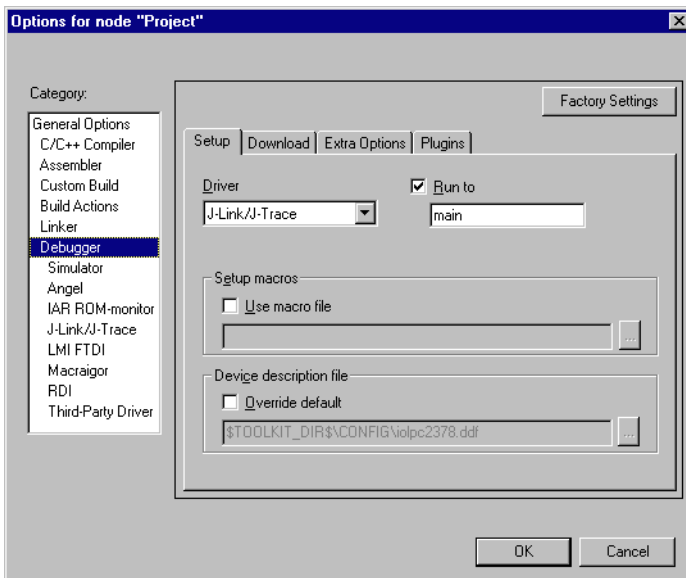 Options for node "Project"
Category:
General Options
C/C++ Compiler
Assembler
Custom Build
Build Actions
Linker
Debugger
Simulator
Angel
IAR ROM-monitor
J-Link/J-Trace
LMI FTDI
Macraigor
RDI
Third-Party Driver
Factory Settings
Setup Download Extra Options Plugins
Driver
J-Link/J-Trace
Run to
main
Setup macros
Use macro file
...
Device description file
Override default
$TOOLKIT_DIR$\CONFIG\iolpc2378.ddf
...
OK Cancel